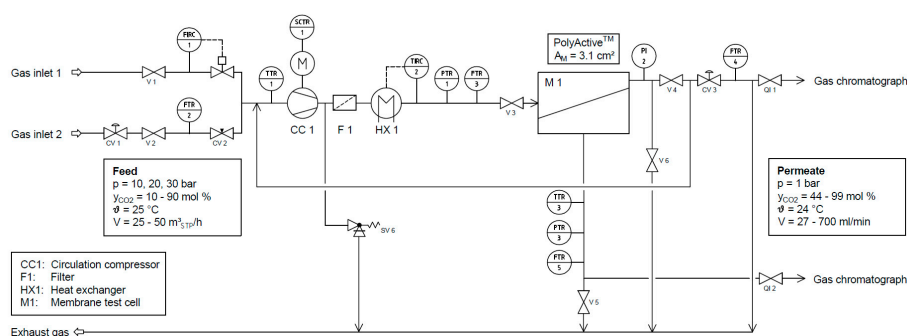 SCTR
1
FIRC
1
M
PolyActive™
A_M = 3.1 cm²
Gas inlet 1
V 1
TTR
1
TIRC
2
PTR
1
FTR
3
M 1
PI
2
FTR
4
V 4
CV 3
QI 1
Gas chromatograph
Gas inlet 2
CV 1
V 2
FTR
2
CV 2
CC 1
F 1
HX 1
V 3
V 6
Feed
p = 10, 20, 30 bar
y_CO2 = 10 - 90 mol %
ϑ = 25 °C
V = 25 - 50 m³_STP/h
Permeate
p = 1 bar
y_CO2 = 44 - 99 mol %
ϑ = 24 °C
V = 27 - 700 ml/min
SV 6
TTR
3
PTR
3
FTR
5
V 5
QI 2
Gas chromatograph
CC1: Circulation compressor
F1: Filter
HX1: Heat exchanger
M1: Membrane test cell
Exhaust gas